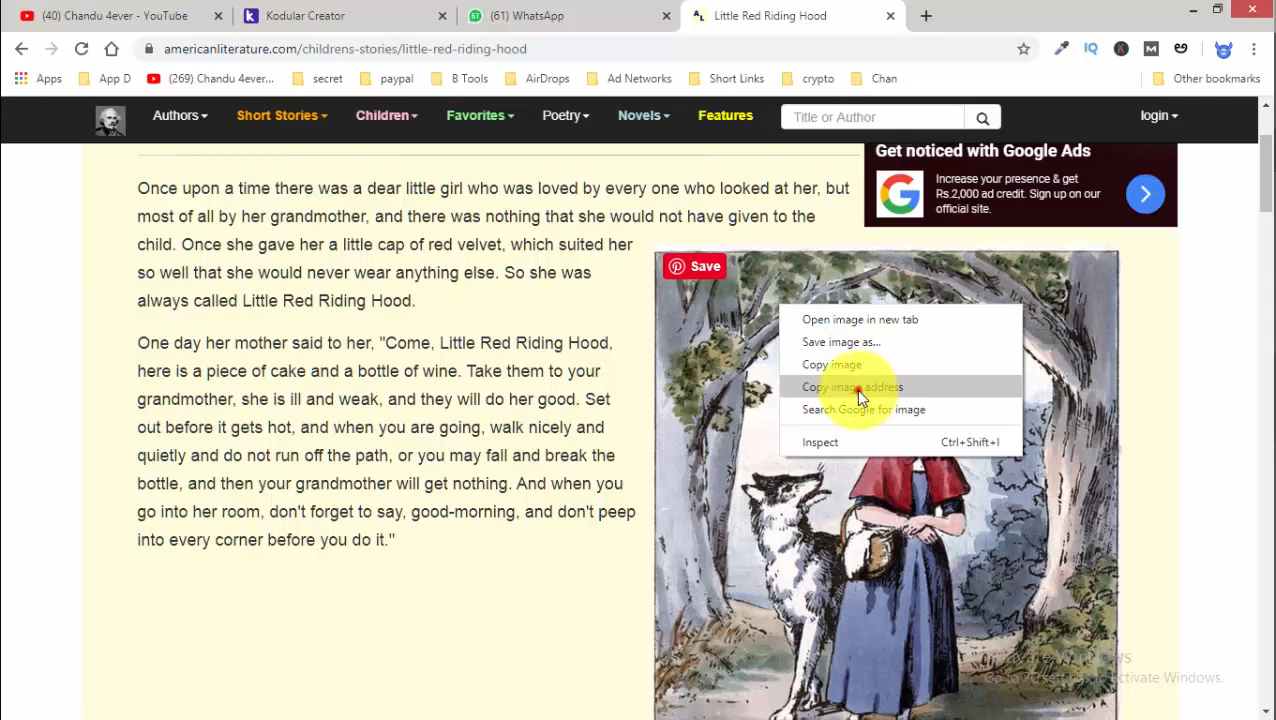 (40) Chandu 4ever - YouTube
Kodular Creator
(61) WhatsApp
Little Red Riding Hood
americanliterature.com/childrens-stories/little-red-riding-hood
IQ
Apps
App D
(269) Chandu 4ever...
secret
paypal
B Tools
AirDrops
Ad Networks
Short Links
crypto
Chan
Other bookmarks
Authors
Short Stories
Children
Favorites
Poetry
Novels
Features
Title or Author
login
Get noticed with Google Ads
Increase your presence & get
Rs.2,000 ad credit. Sign up on our
official site.
Once upon a time there was a dear little girl who was loved by every one who looked at her, but
most of all by her grandmother, and there was nothing that she would not have given to the
child. Once she gave her a little cap of red velvet, which suited her
so well that she would never wear anything else. So she was
always called Little Red Riding Hood.
Save
Open image in new tab
Save image as...
Copy image
Copy image address
Search Google for image
Inspect Ctrl+Shift+I
One day her mother said to her, "Come, Little Red Riding Hood,
here is a piece of cake and a bottle of wine. Take them to your
grandmother, she is ill and weak, and they will do her good. Set
out before it gets hot, and when you are going, walk nicely and
quietly and do not run off the path, or you may fall and break the
bottle, and then your grandmother will get nothing. And when you
go into her room, don't forget to say, good-morning, and don't peep
into every corner before you do it."
Activate Windows
Go to PC settings to activate Windows.